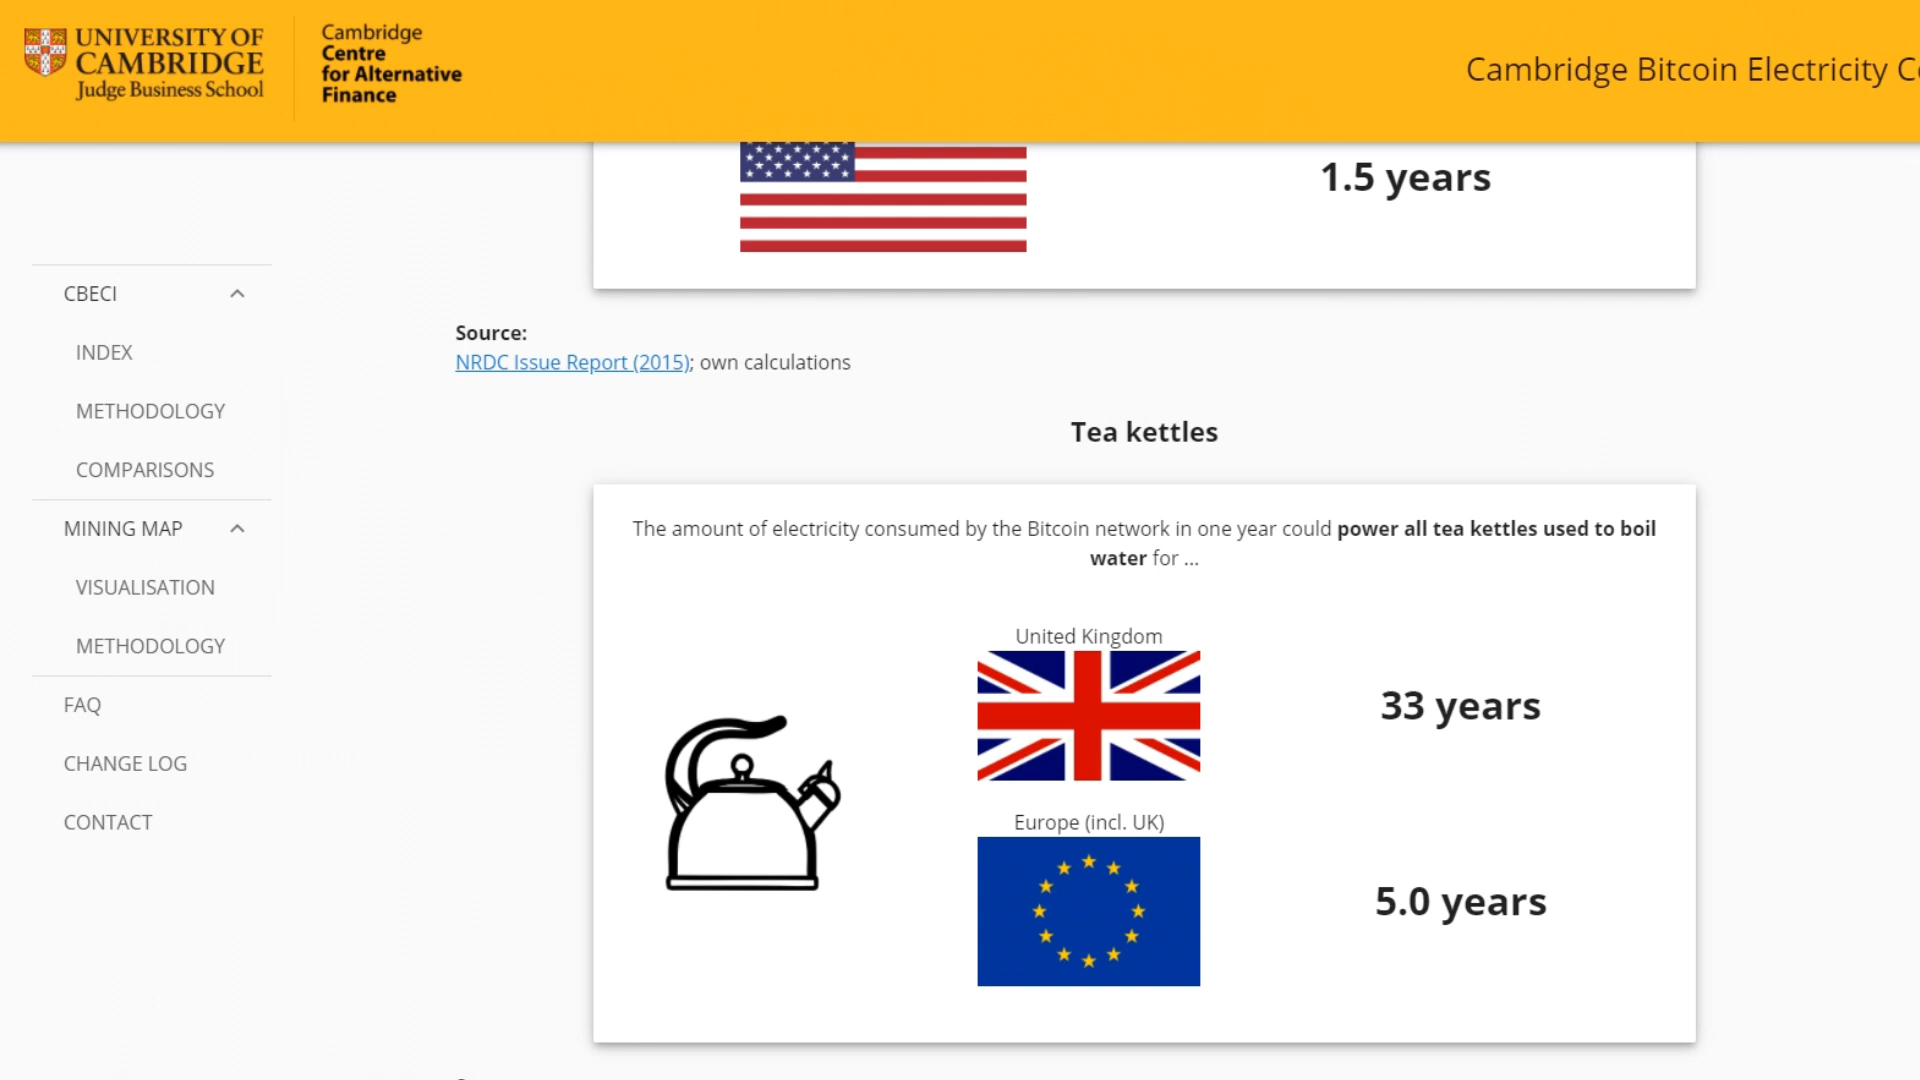 UNIVERSITY OF
CAMBRIDGE
Judge Business School
Cambridge
Centre
for Alternative
Finance
Cambridge Bitcoin Electricity
1.5 years
CBECI
INDEX
METHODOLOGY
COMPARISONS
MINING MAP
VISUALISATION
METHODOLOGY
FAQ
CHANGE LOG
CONTACT
Source:
NRDC Issue Report (2015); own calculations
Tea kettles
The amount of electricity consumed by the Bitcoin network in one year could power all tea kettles used to boil
water for ...
United Kingdom
33 years
Europe (incl. UK)
5.0 years